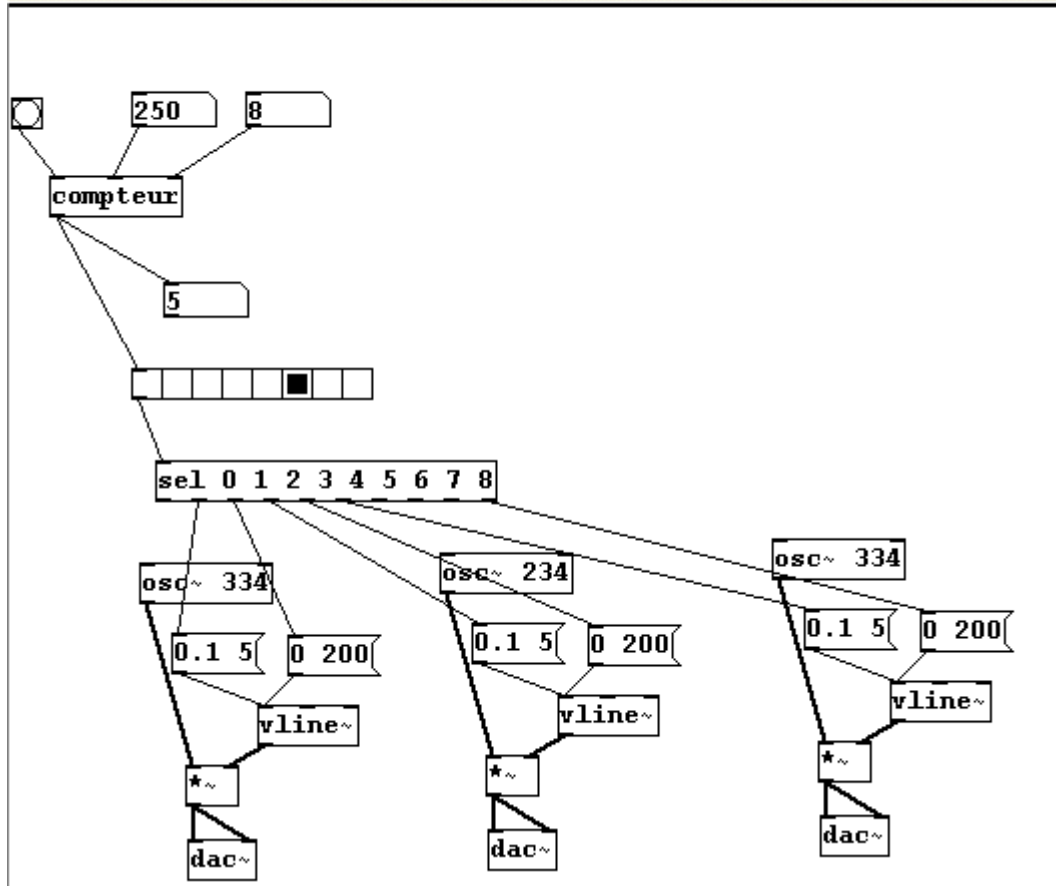 250
8
compteur
5
sel 0 1 2 3 4 5 6 7 8
osc~ 334
osc~ 234
osc~ 334
0.1 5
0 200
0.1 5
0 200
0.1 5
0 200
vline~
vline~
vline~
*~
*~
*~
dac~
dac~
dac~